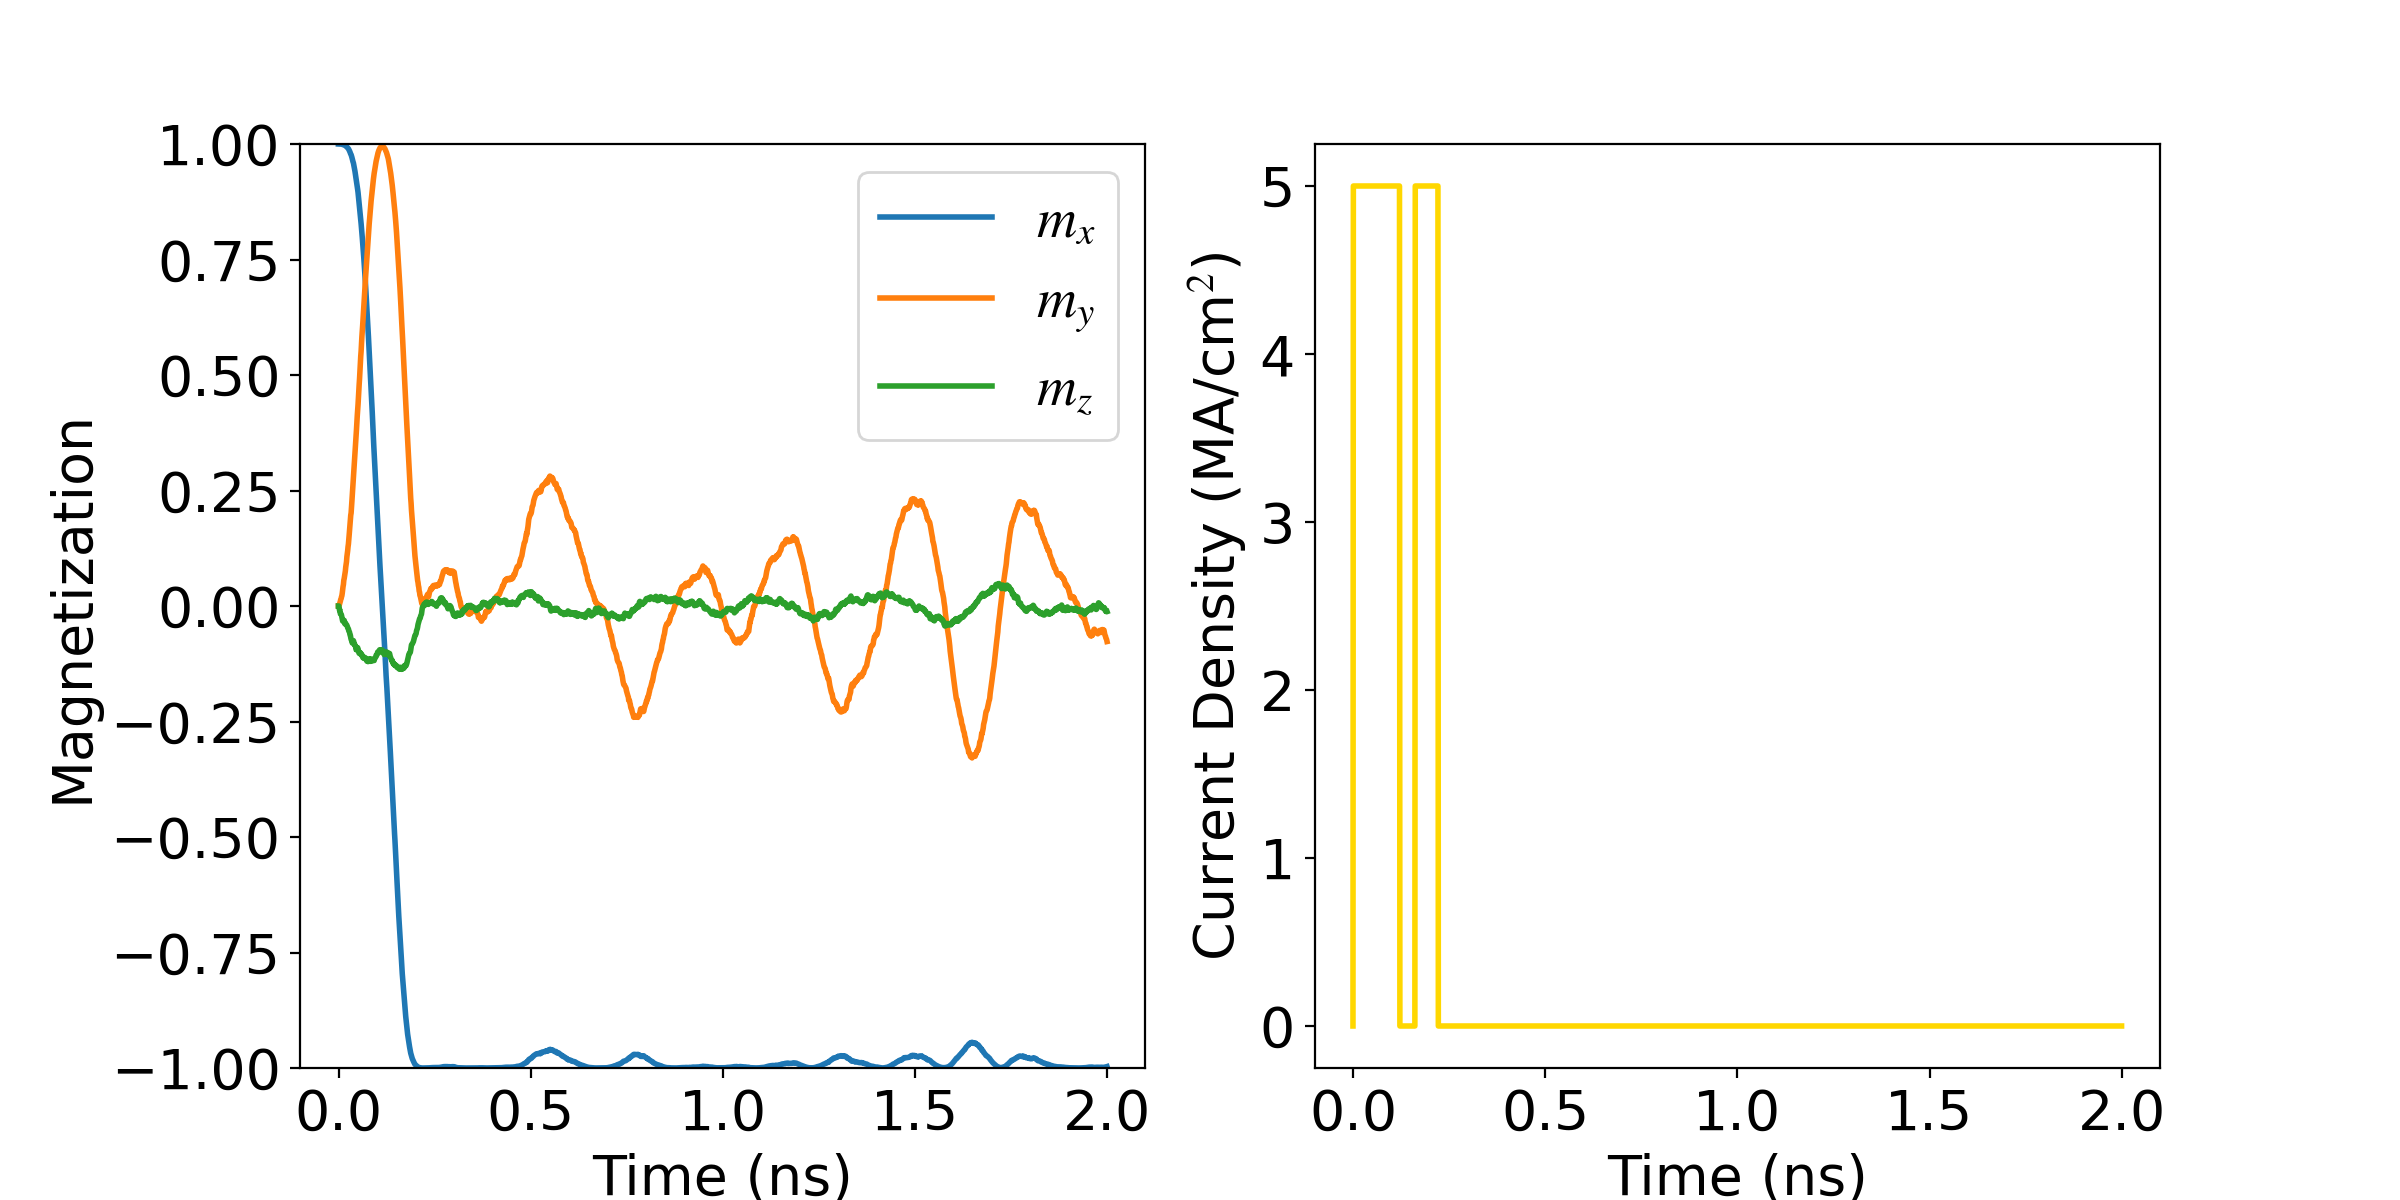 Magnetization
1.00
0.75
0.50
0.25
0.00
−0.25
−0.50
−0.75
−1.00
0.0 0.5 1.0 1.5 2.0
Time (ns)
m_x
m_y
m_z
Current Density (MA/cm²)
5
4
3
2
1
0
0.0 0.5 1.0 1.5 2.0
Time (ns)